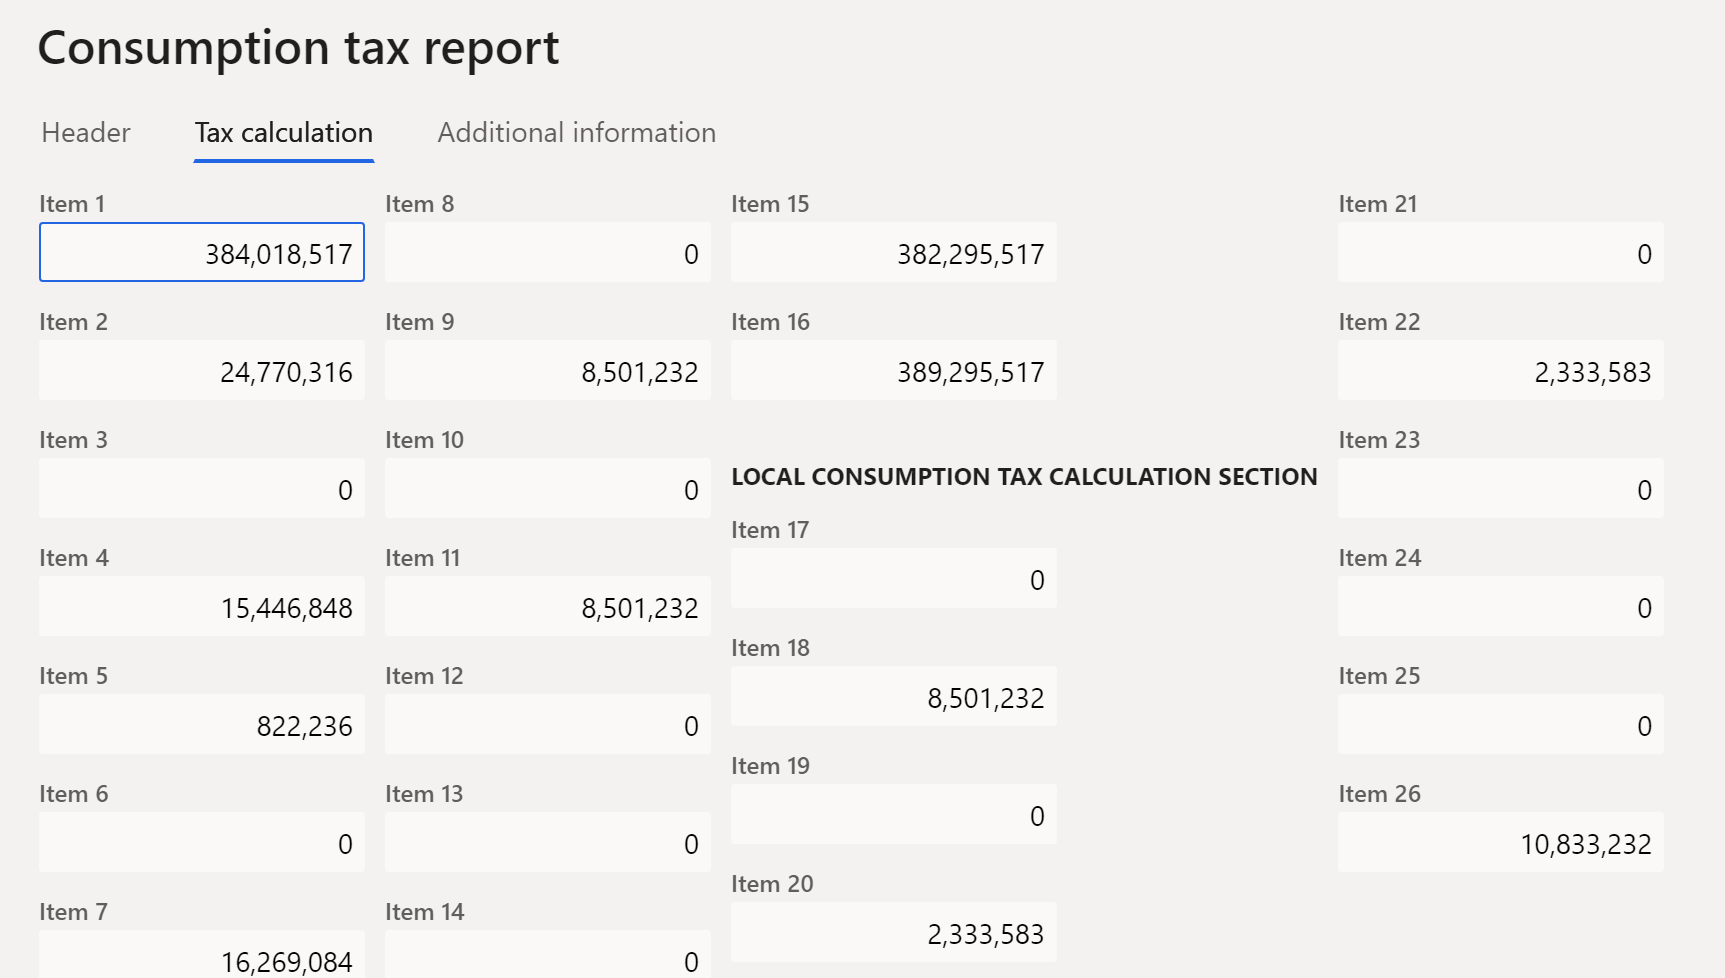 Consumption tax report
Header
Tax calculation
Additional information
Item 1
384,018,517
Item 2
24,770,316
Item 3
0
Item 4
15,446,848
Item 5
822,236
Item 6
0
Item 7
16,269,084
Item 8
0
Item 9
8,501,232
Item 10
0
Item 11
8,501,232
Item 12
0
Item 13
0
Item 14
0
Item 15
382,295,517
Item 16
389,295,517
LOCAL CONSUMPTION TAX CALCULATION SECTION
Item 17
0
Item 18
8,501,232
Item 19
0
Item 20
2,333,583
Item 21
0
Item 22
2,333,583
Item 23
0
Item 24
0
Item 25
0
Item 26
10,833,232